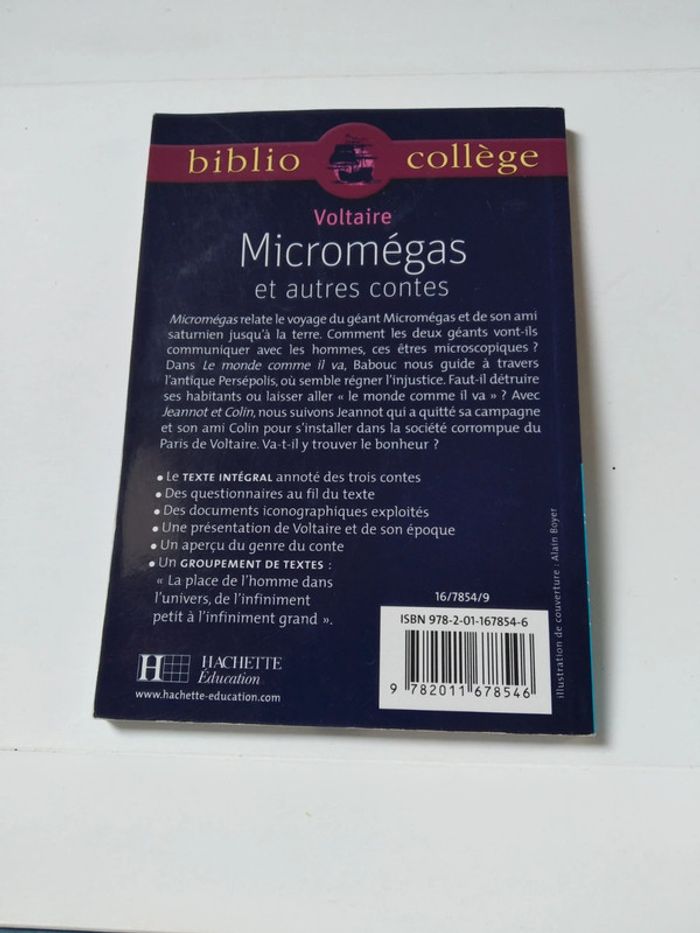 biblio collège
Voltaire
Micromégas
et autres contes
Micromégas relate le voyage du géant Micromégas et de son ami
saturnien jusqu'à la terre. Comment les deux géants vont-ils
communiquer avec les hommes, ces êtres microscopiques ?
Dans Le monde comme il va, Babouc nous guide à travers
l'antique Persépolis, où semble régner l'injustice. Faut-il détruire
ses habitants ou laisser aller « le monde comme il va » ? Avec
Jeannot et Colin, nous suivons Jeannot qui a quitté sa campagne
et son ami Colin pour s'installer dans la société corrompue du
Paris de Voltaire. Va-t-il y trouver le bonheur ?
• Le TEXTE INTÉGRAL annoté des trois contes
• Des questionnaires au fil du texte
• Des documents iconographiques exploités
• Une présentation de Voltaire et de son époque
• Un aperçu du genre du conte
• Un GROUPEMENT DE TEXTES :
« La place de l'homme dans
l'univers, de l'infiniment
petit à l'infiniment grand ».
16/7854/9
ISBN 978-2-01-167854-6
9 782011 678546
H HACHETTE
Éducation
www.hachette-education.com
illustration de couverture : Alain Boyer